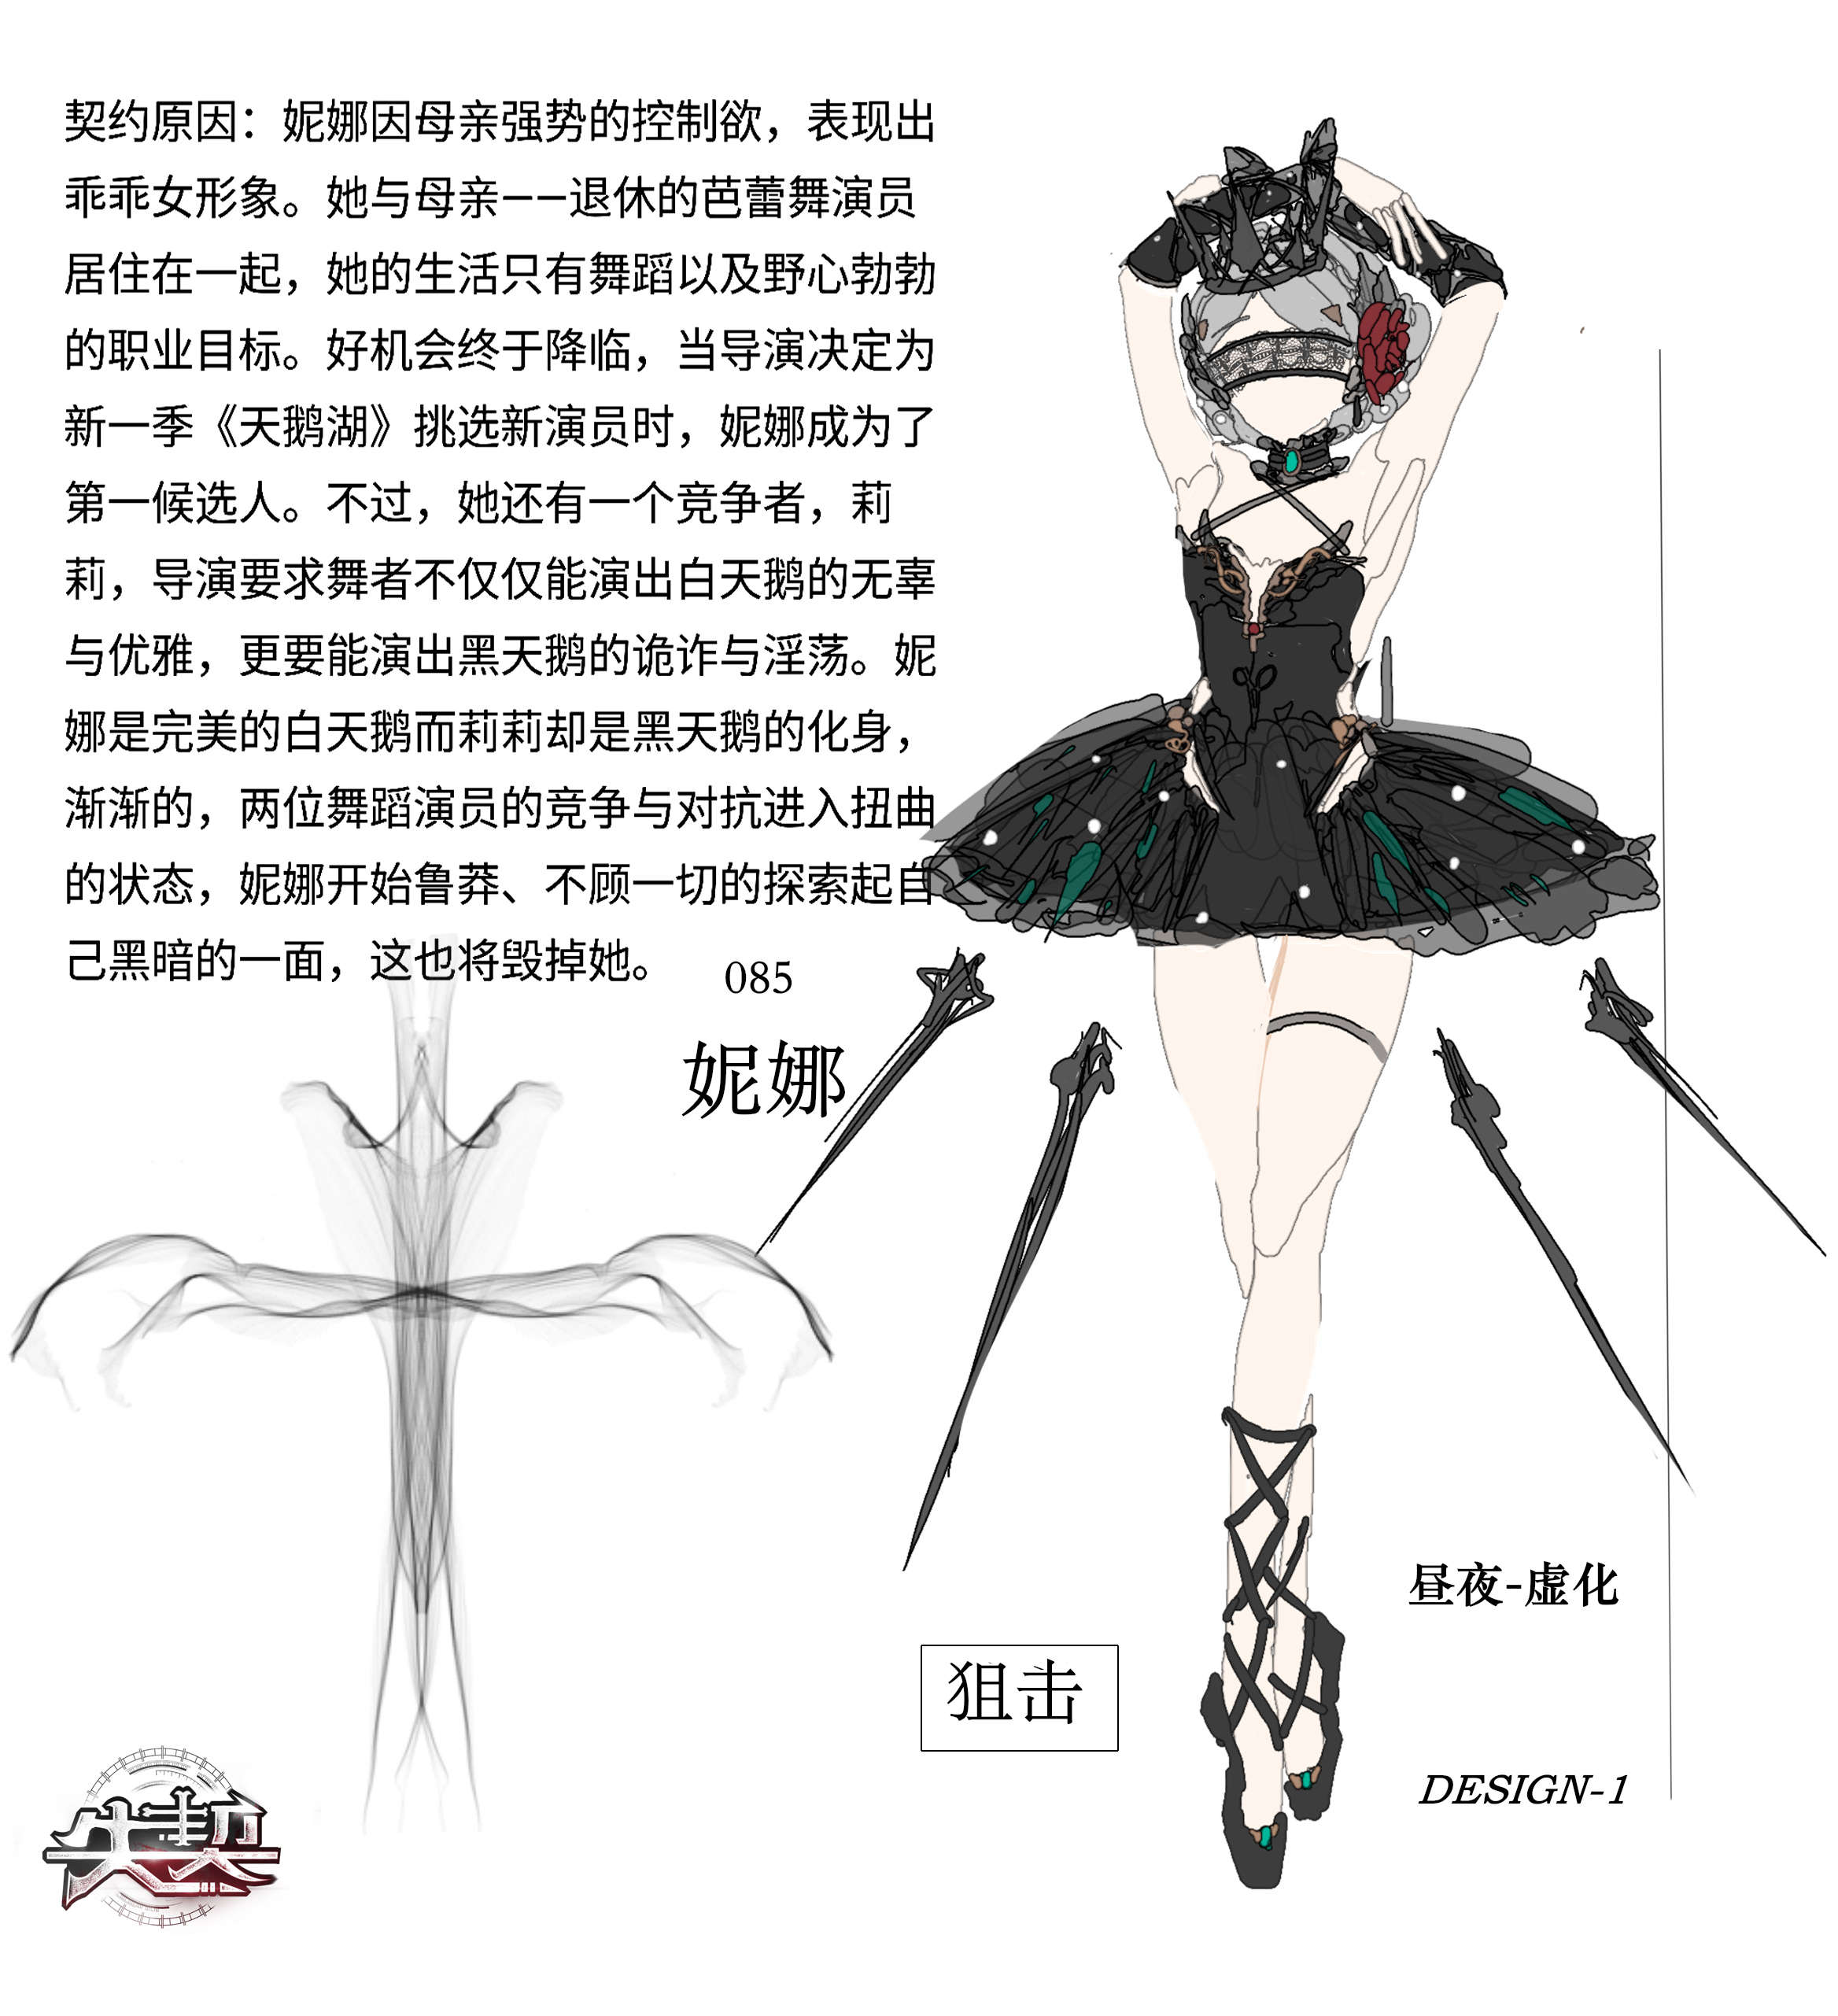 契约原因：妮娜因母亲强势的控制欲，表现出
乖乖女形象。她与母亲——退休的芭蕾舞演员
居住在一起，她的生活只有舞蹈以及野心勃勃
的职业目标。好机会终于降临，当导演决定为
新一季《天鹅湖》挑选新演员时，妮娜成为了
第一候选人。不过，她还有一个竞争者，莉
莉，导演要求舞者不仅仅能演出白天鹅的无辜
与优雅，更要能演出黑天鹅的诡诈与淫荡。妮
娜是完美的白天鹅而莉莉却是黑天鹅的化身，
渐渐的，两位舞蹈演员的竞争与对抗进入扭曲
的状态，妮娜开始鲁莽、不顾一切的探索起自
己黑暗的一面，这也将毁掉她。
085
妮娜
昼夜-虚化
狙击
DESIGN-1
失契